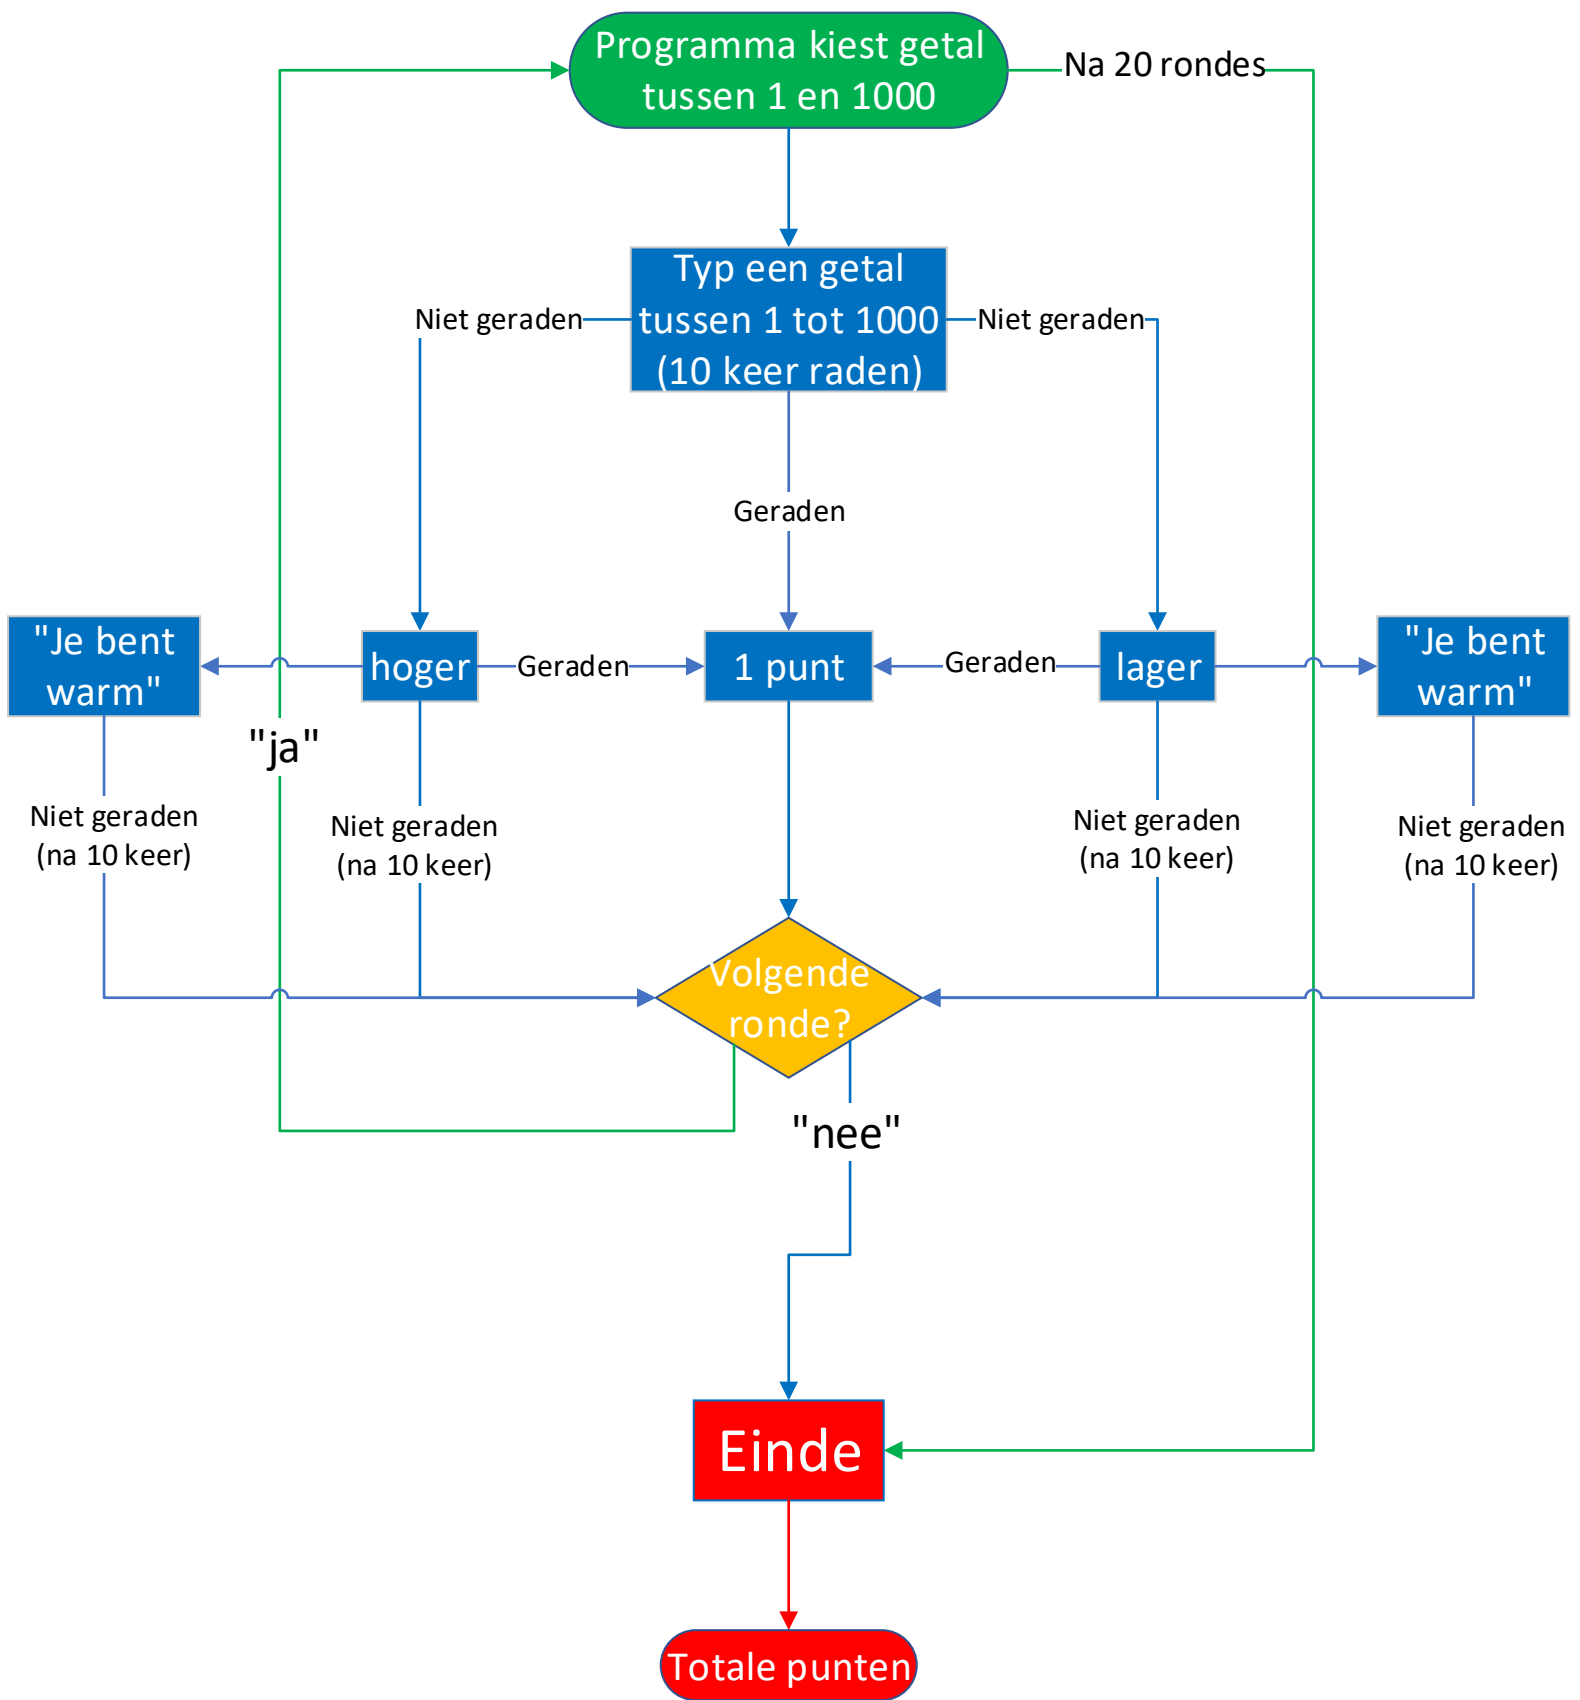 Programma kiest getal
tussen 1 en 1000
Na 20 rondes
Typ een getal
tussen 1 tot 1000
(10 keer raden)
Niet geraden
Niet geraden
Geraden
"Je bent
warm"
hoger
Geraden
1 punt
Geraden
lager
"Je bent
warm"
"ja"
Niet geraden
(na 10 keer)
Niet geraden
(na 10 keer)
Niet geraden
(na 10 keer)
Niet geraden
(na 10 keer)
Volgende
ronde?
"nee"
Einde
Totale punten